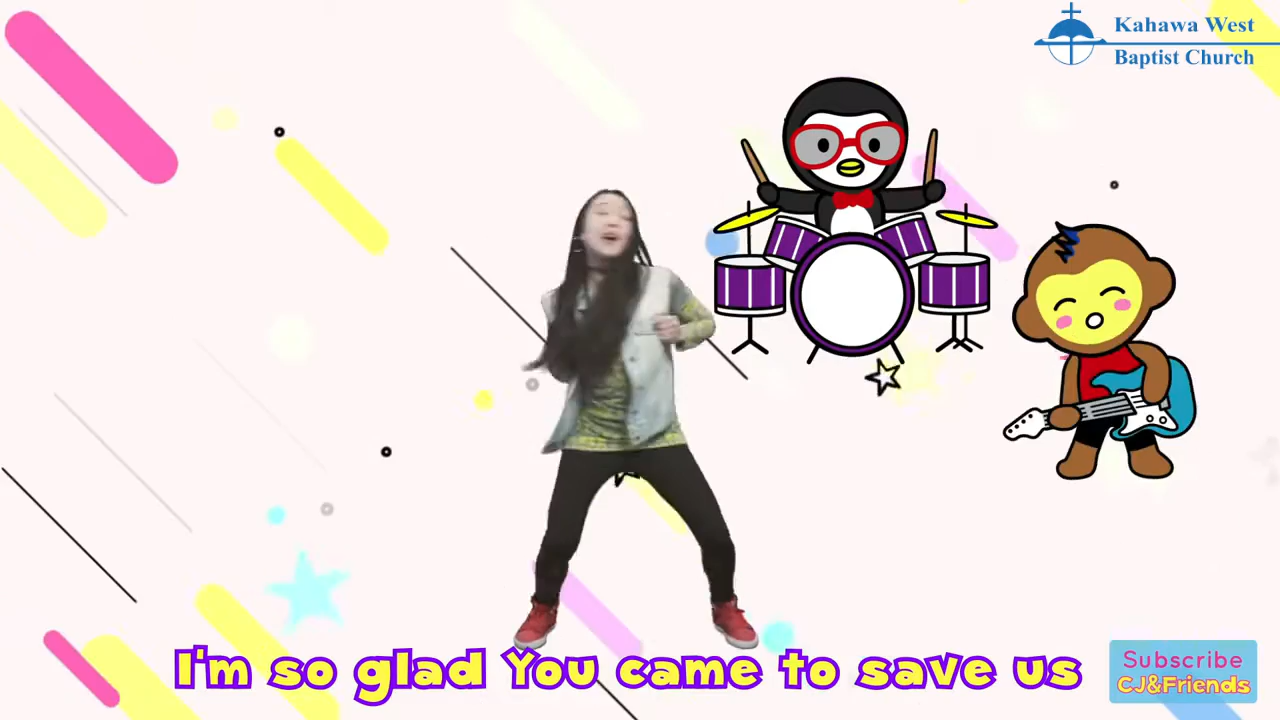 Kahawa West
Baptist Church
I'm so glad You came to save us
Subscribe
CJ&Friends